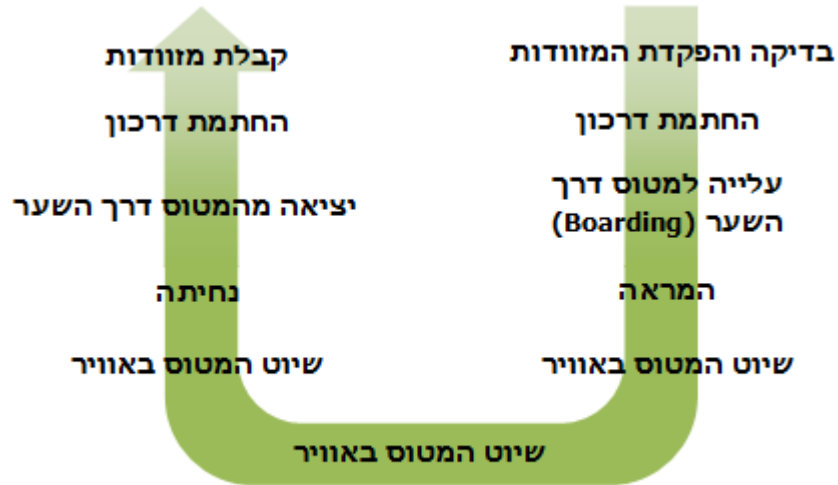 בדיקה והפקדת המזוודות
החתמת דרכון
עלייה למטוס דרך
השער (Boarding)
המראה
שיוט המטוס באוויר
שיוט המטוס באוויר
שיוט המטוס באוויר
נחיתה
יציאה מהמטוס דרך השער
החתמת דרכון
קבלת מזוודות